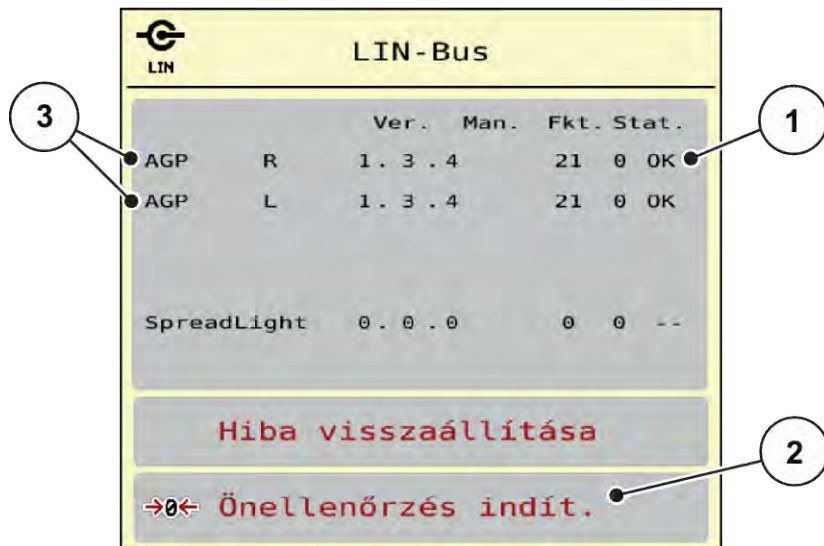 LIN
LIN-Bus
Ver. Man. Fkt. Stat.
AGP R 1.3.4 21 0 OK
AGP L 1.3.4 21 0 OK
SpreadLight 0.0.0 0 0 --
Hiba visszaállítása
→0← Önellenőrzés indít.
3
1
2